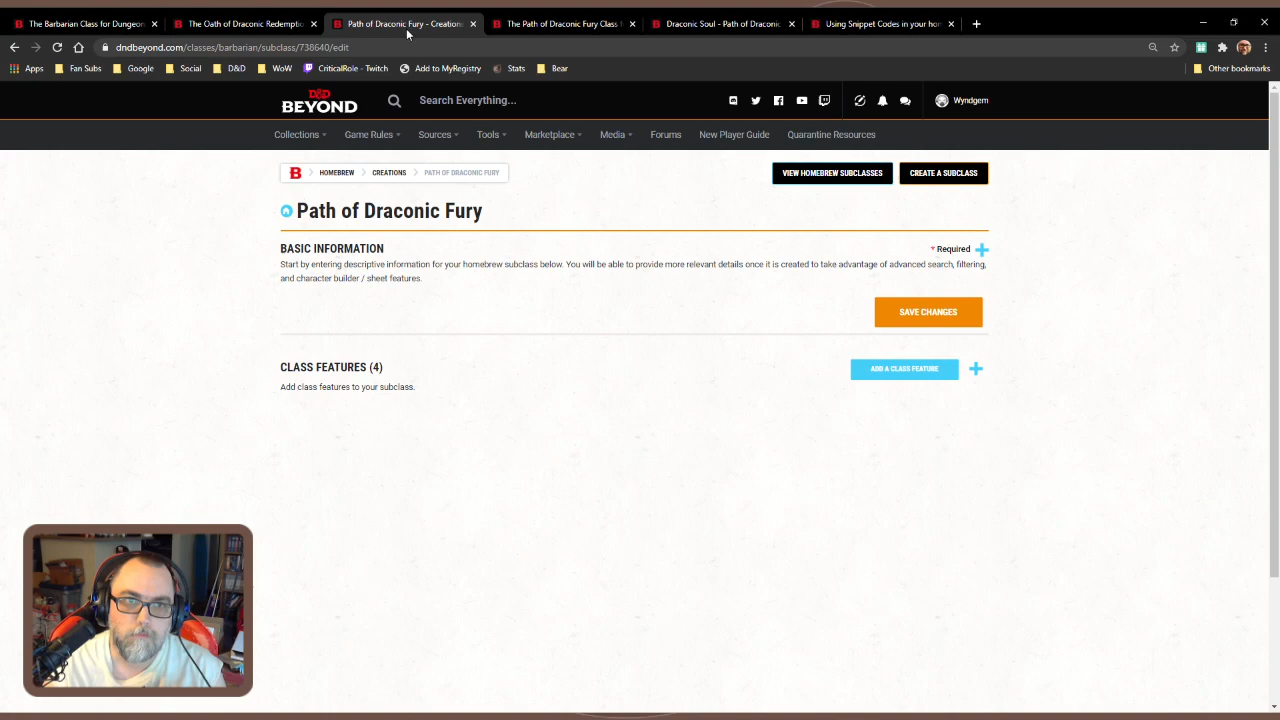 The Barbarian Class for Dungeon
The Oath of Draconic Redemptio
Path of Draconic Fury - Creations
The Path of Draconic Fury Class f
Draconic Soul - Path of Draconic
Using Snippet Codes in your hom
dndbeyond.com/classes/barbarian/subclass/738640/edit
Apps
Fan Subs
Google
Social
D&D
WoW
CriticalRole - Twitch
Add to MyRegistry
Stats
Bear
Other bookmarks
D&D
BEYOND
Search Everything...
Wyndgem
Collections
Game Rules
Sources
Tools
Marketplace
Media
Forums
New Player Guide
Quarantine Resources
B HOMEBREW CREATIONS PATH OF DRACONIC FURY
VIEW HOMEBREW SUBCLASSES
CREATE A SUBCLASS
Path of Draconic Fury
BASIC INFORMATION
* Required
Start by entering descriptive information for your homebrew subclass below. You will be able to provide more relevant details once it is created to take advantage of advanced search, filtering,
and character builder / sheet features.
SAVE CHANGES
CLASS FEATURES (4)
ADD A CLASS FEATURE
Add class features to your subclass.